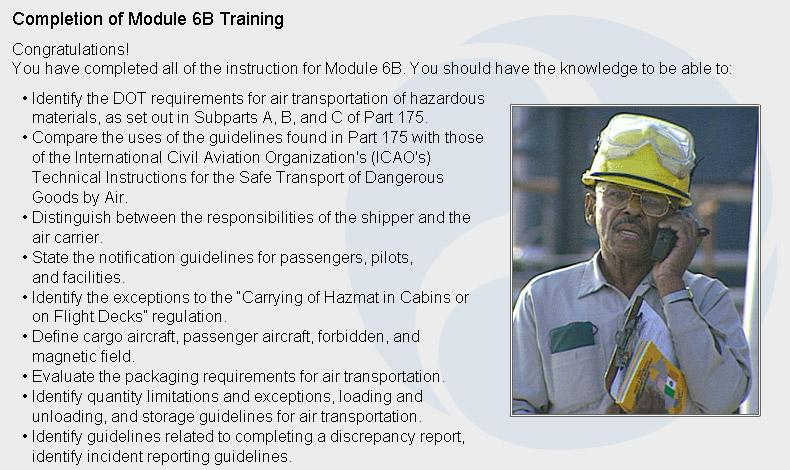 Completion of Module 6B Training
Congratulations!
You have completed all of the instruction for Module 6B. You should have the knowledge to be able to:
• Identify the DOT requirements for air transportation of hazardous
materials, as set out in Subparts A, B, and C of Part 175.
• Compare the uses of the guidelines found in Part 175 with those
of the International Civil Aviation Organization's (ICAO's)
Technical Instructions for the Safe Transport of Dangerous
Goods by Air.
• Distinguish between the responsibilities of the shipper and the
air carrier.
• State the notification guidelines for passengers, pilots,
and facilities.
• Identify the exceptions to the "Carrying of Hazmat in Cabins or
on Flight Decks" regulation.
• Define cargo aircraft, passenger aircraft, forbidden, and
magnetic field.
• Evaluate the packaging requirements for air transportation.
• Identify quantity limitations and exceptions, loading and
unloading, and storage guidelines for air transportation.
• Identify guidelines related to completing a discrepancy report,
identify incident reporting guidelines.